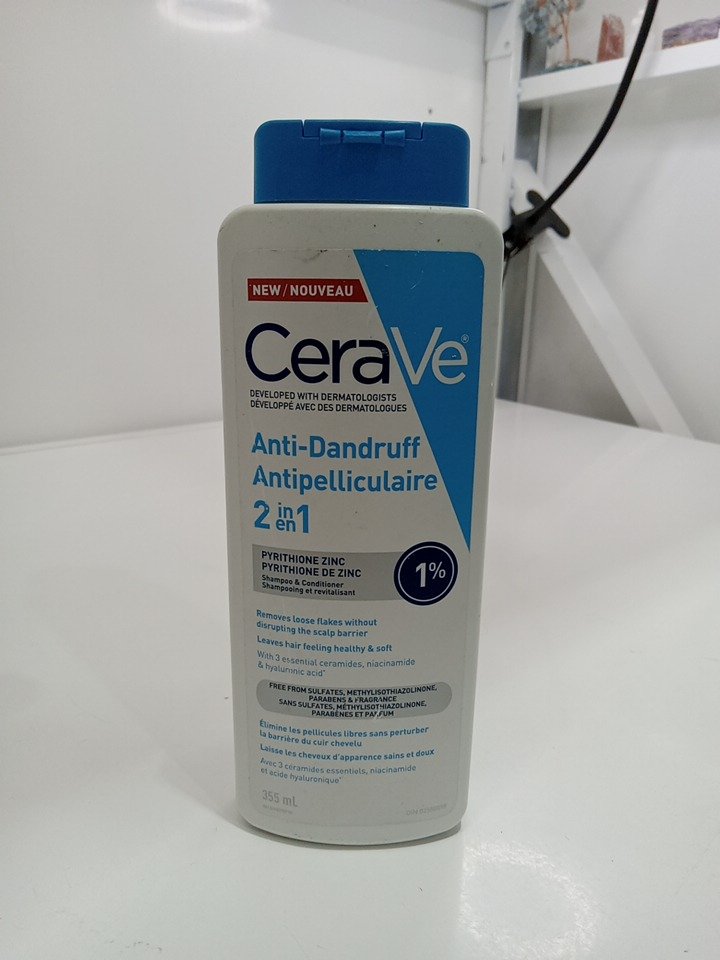 NEW / NOUVEAU
CeraVe®
DEVELOPED WITH DERMATOLOGISTS
DÉVELOPPÉ AVEC DES DERMATOLOGUES
Anti-Dandruff
Antipelliculaire
2 in en 1
PYRITHIONE ZINC
PYRITHIONE DE ZINC
Shampoo & Conditioner
Shampooing et revitalisant
1%
Removes loose flakes without
disrupting the scalp barrier
Leaves hair feeling healthy & soft
With 3 essential ceramides, niacinamide
& hyaluronic acid*
FREE FROM SULFATES, METHYLISOTHIAZOLINONE,
PARABENS & FRAGRANCE
SANS SULFATES, MÉTHYLISOTHIAZOLINONE,
PARABÈNES ET PARFUM
Élimine les pellicules libres sans perturber
la barrière du cuir chevelu
Laisse les cheveux d'apparence sains et doux
Avec 3 céramides essentiels, niacinamide
et acide hyaluronique*
355 mL
DIN